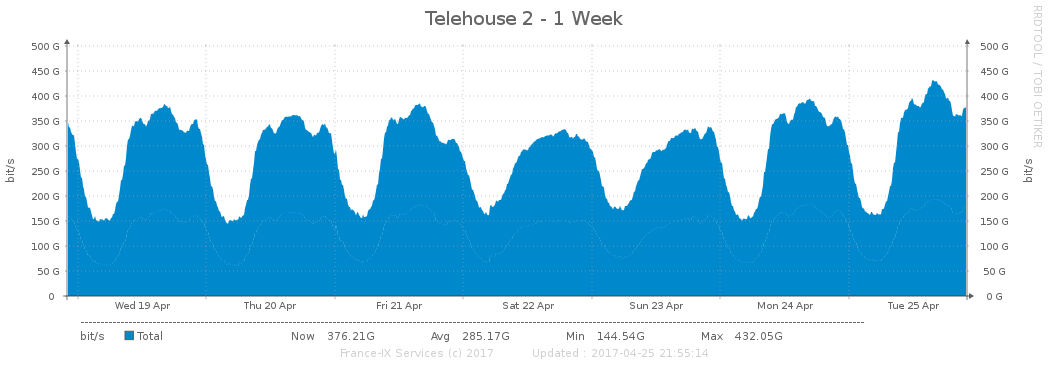 Telehouse 2 - 1 Week
RRDTOOL / TOBI OETIKER
500 G 500 G
450 G 450 G
400 G 400 G
350 G 350 G
300 G 300 G
250 G 250 G
200 G 200 G
150 G 150 G
100 G 100 G
50 G 50 G
0 0 G
bit/s bit/s
Wed 19 Apr Thu 20 Apr Fri 21 Apr Sat 22 Apr Sun 23 Apr Mon 24 Apr Tue 25 Apr
bit/s Total Now 376.21G Avg 285.17G Min 144.54G Max 432.05G
France-IX Services (c) 2017 Updated : 2017-04-25 21:55:14